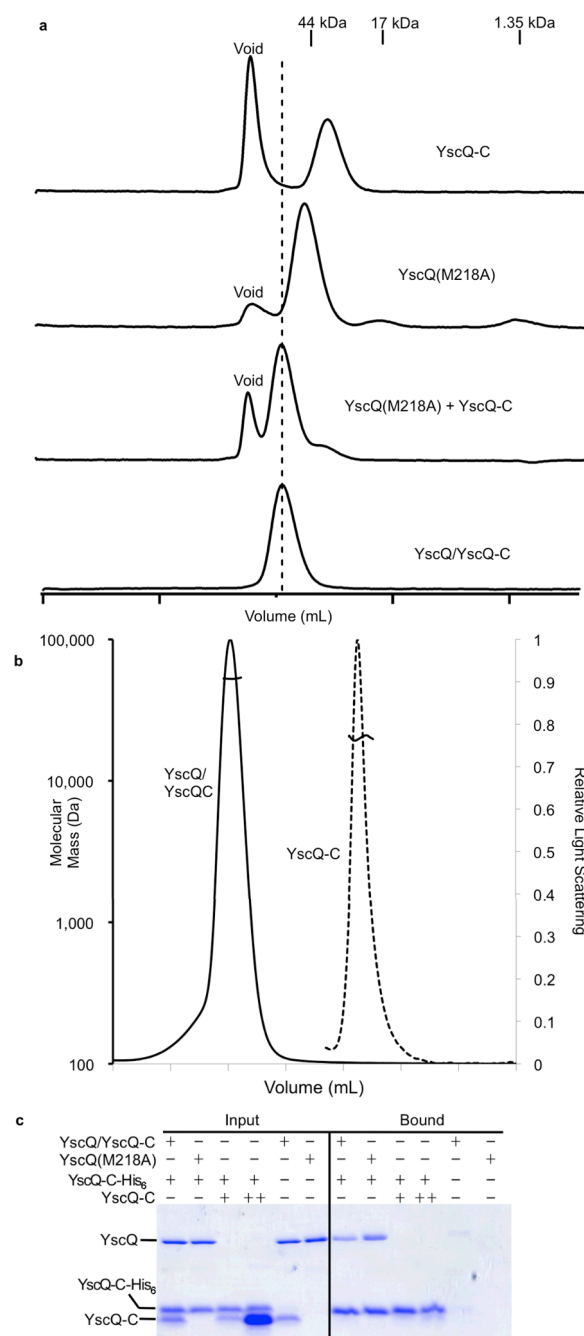 a
44 kDa 17 kDa 1.35 kDa
Void
YscQ-C
YscQ(M218A)
Void
Void
YscQ(M218A) + YscQ-C
YscQ/YscQ-C
Volume (mL)
b
100,000
10,000
1,000
100
Molecular
Mass (Da)
YscQ/
YscQC
YscQ-C
1
0.9
0.8
0.7
0.6
0.5
0.4
0.3
0.2
0.1
0
Relative Light Scattering
Volume (mL)
c
Input Bound
YscQ/YscQ-C + − − − + − + − − − + −
YscQ(M218A) − + − − − + − + − − − +
YscQ-C-His6 + + + + − − + + + + − −
YscQ-C − − + ++ − − − − + ++ − −
YscQ
YscQ-C-His6
YscQ-C